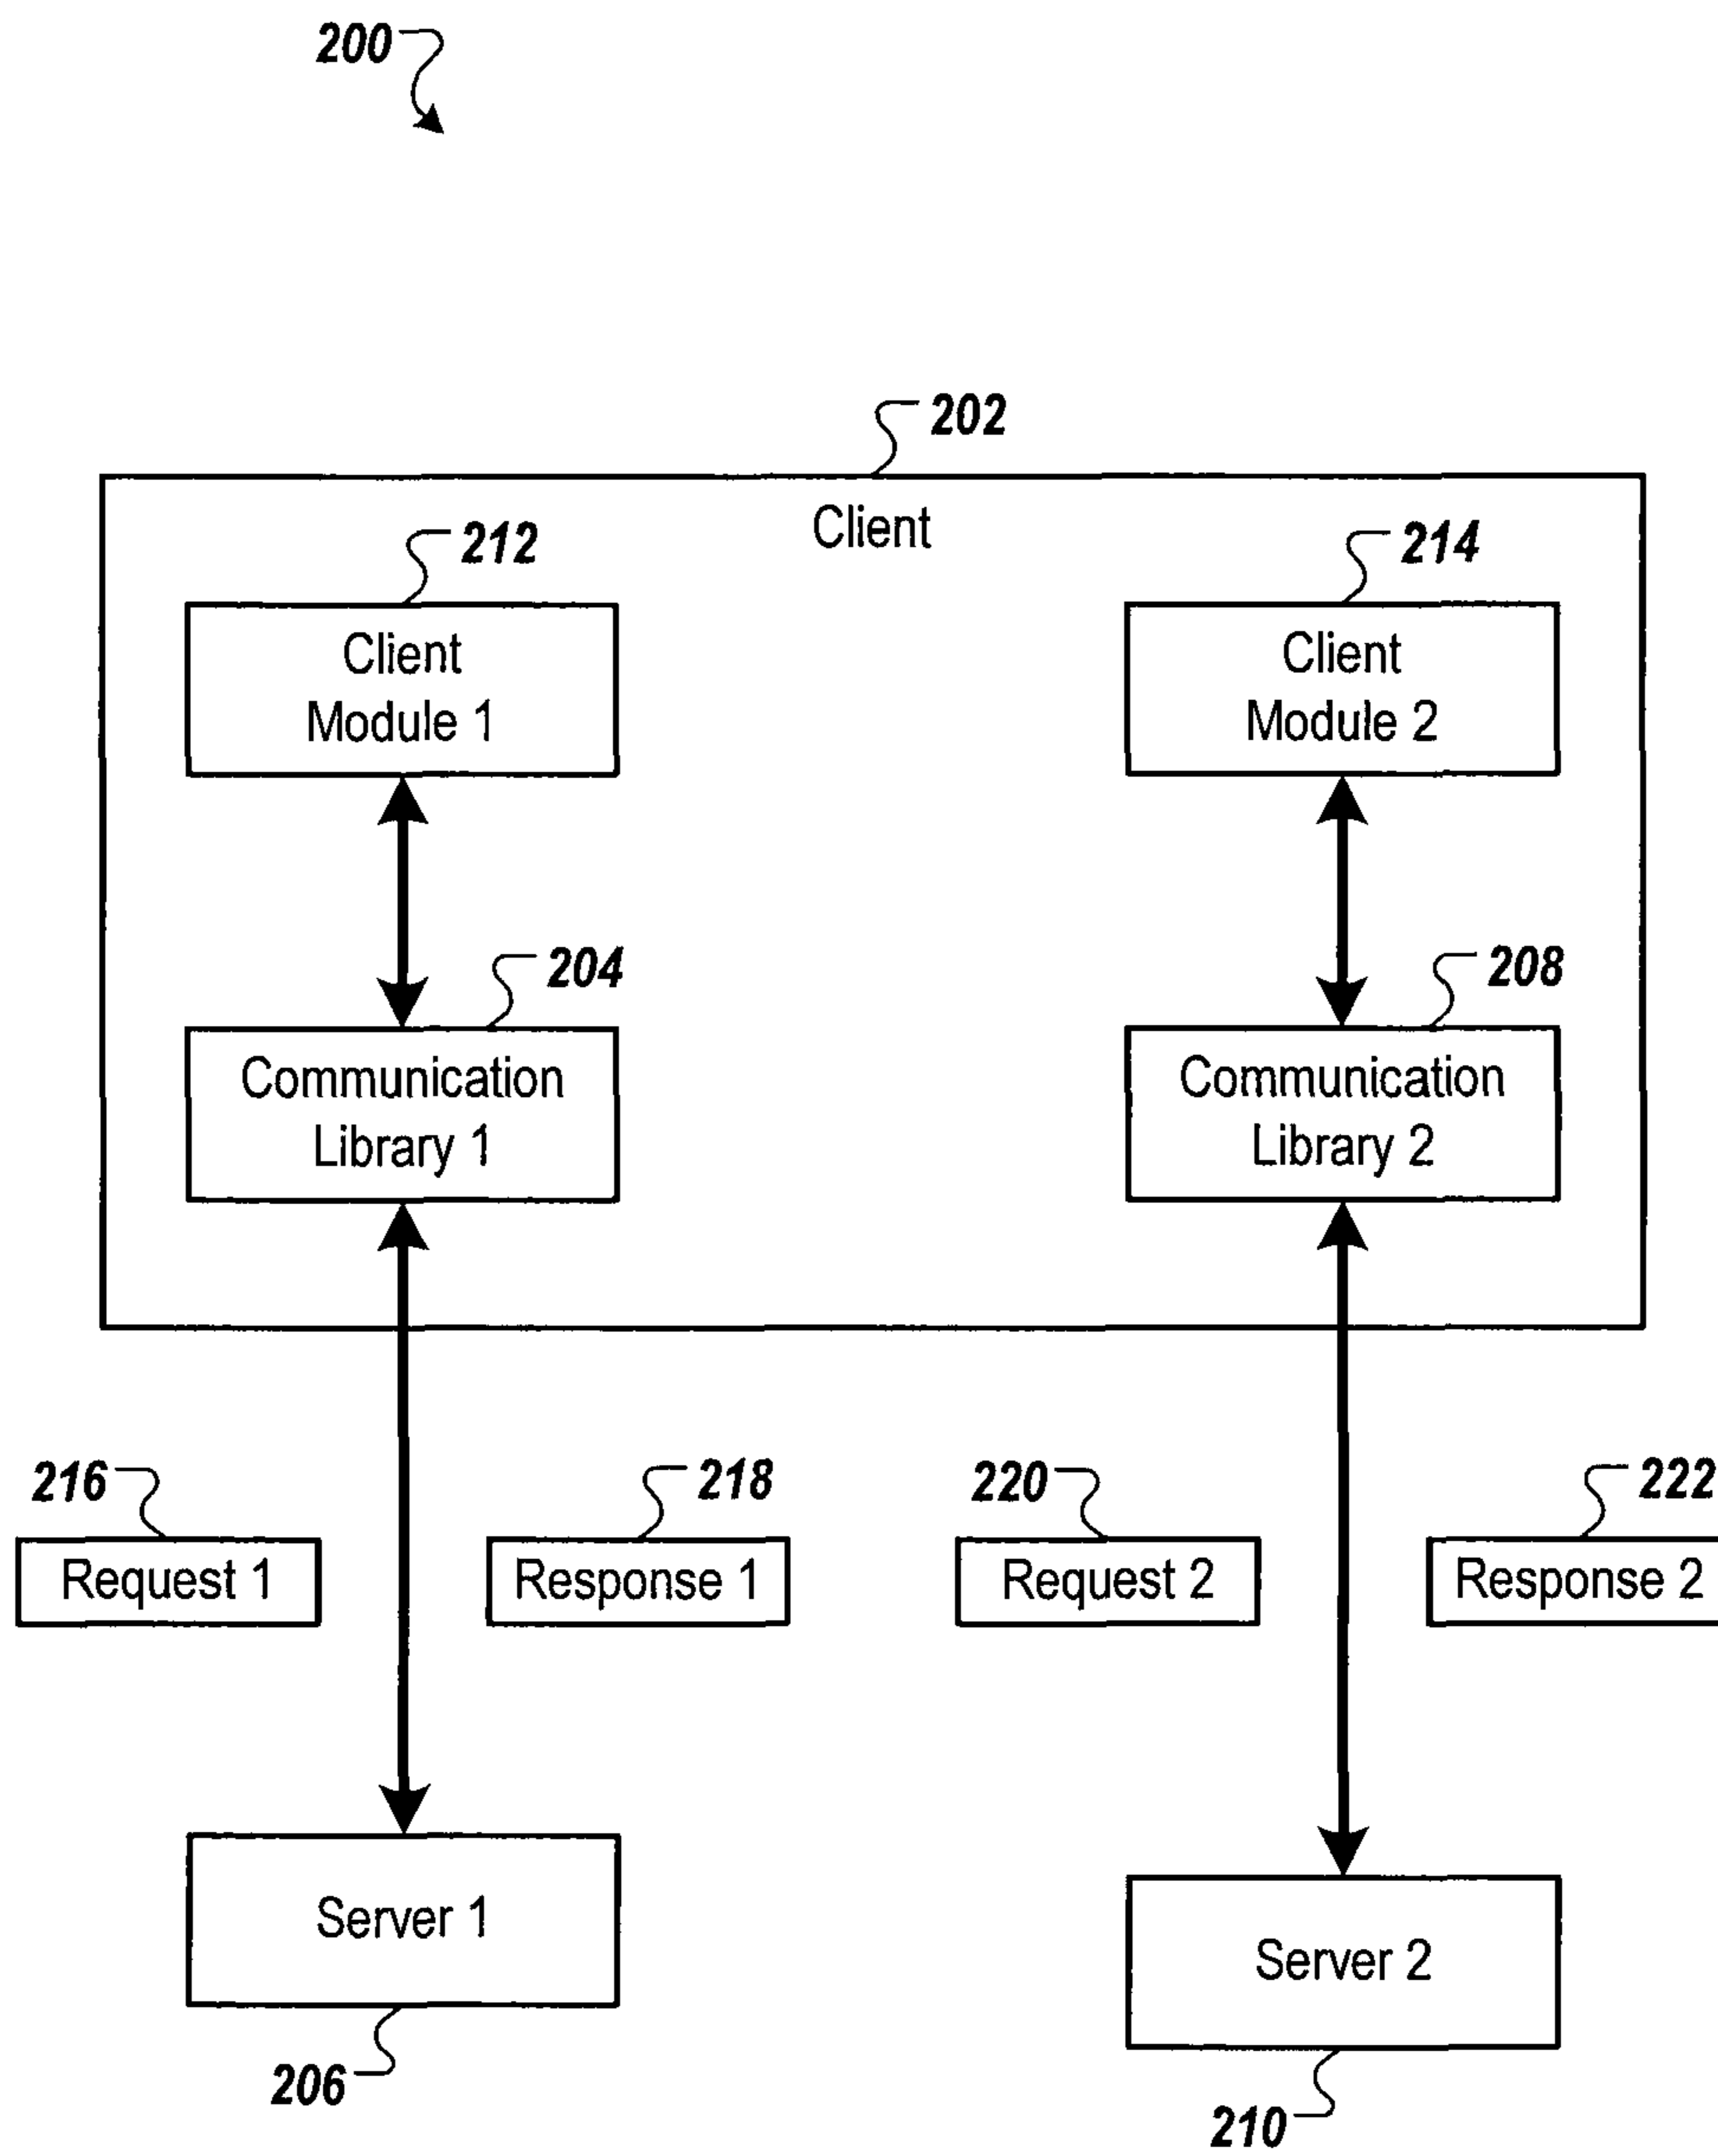 200
202
Client
212
214
Client
Module 1
Client
Module 2
204
208
Communication
Library 1
Communication
Library 2
216
218
220
222
Request 1
Response 1
Request 2
Response 2
Server 1
Server 2
206
210